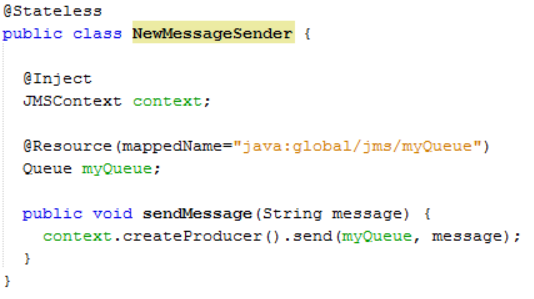 @Stateless
public class NewMessageSender {
@Inject
JMSContext context;
@Resource(mappedName="java:global/jms/myQueue")
Queue myQueue;
public void sendMessage(String message) {
context.createProducer().send(myQueue, message);
}
}